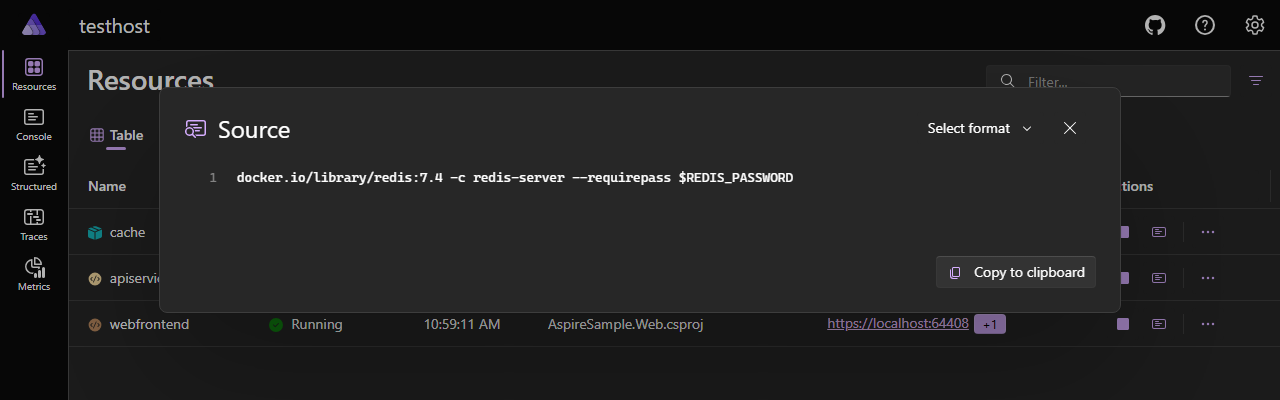 testhost
Resources
Resources
Filter...
Console
Table
Source
Select format
Structured
Name
1 docker.io/library/redis:7.4 -c redis-server --requirepass $REDIS_PASSWORD
tions
Traces
cache
Metrics
apiservic
Copy to clipboard
webfrontend Running 10:59:11 AM AspireSample.Web.csproj https://localhost:64408 +1